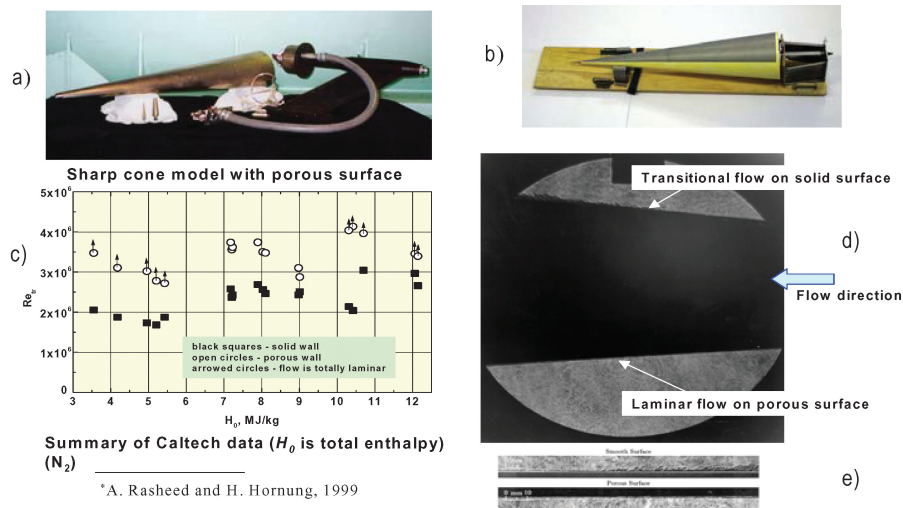 a)
b)
Sharp cone model with porous surface
c)
5x10⁶
4x10⁶
3x10⁶
2x10⁶
1x10⁶
0
Re_tr
black squares - solid wall
open circles - porous wall
arrowed circles - flow is totally laminar
3 4 5 6 7 8 9 10 11 12
H₀, MJ/kg
Summary of Caltech data (H₀ is total enthalpy)
(N₂)
*A. Rasheed and H. Hornung, 1999
Transitional flow on solid surface
d)
Flow direction
Laminar flow on porous surface
Smooth Surface
e)
Porous Surface
0 mm 10